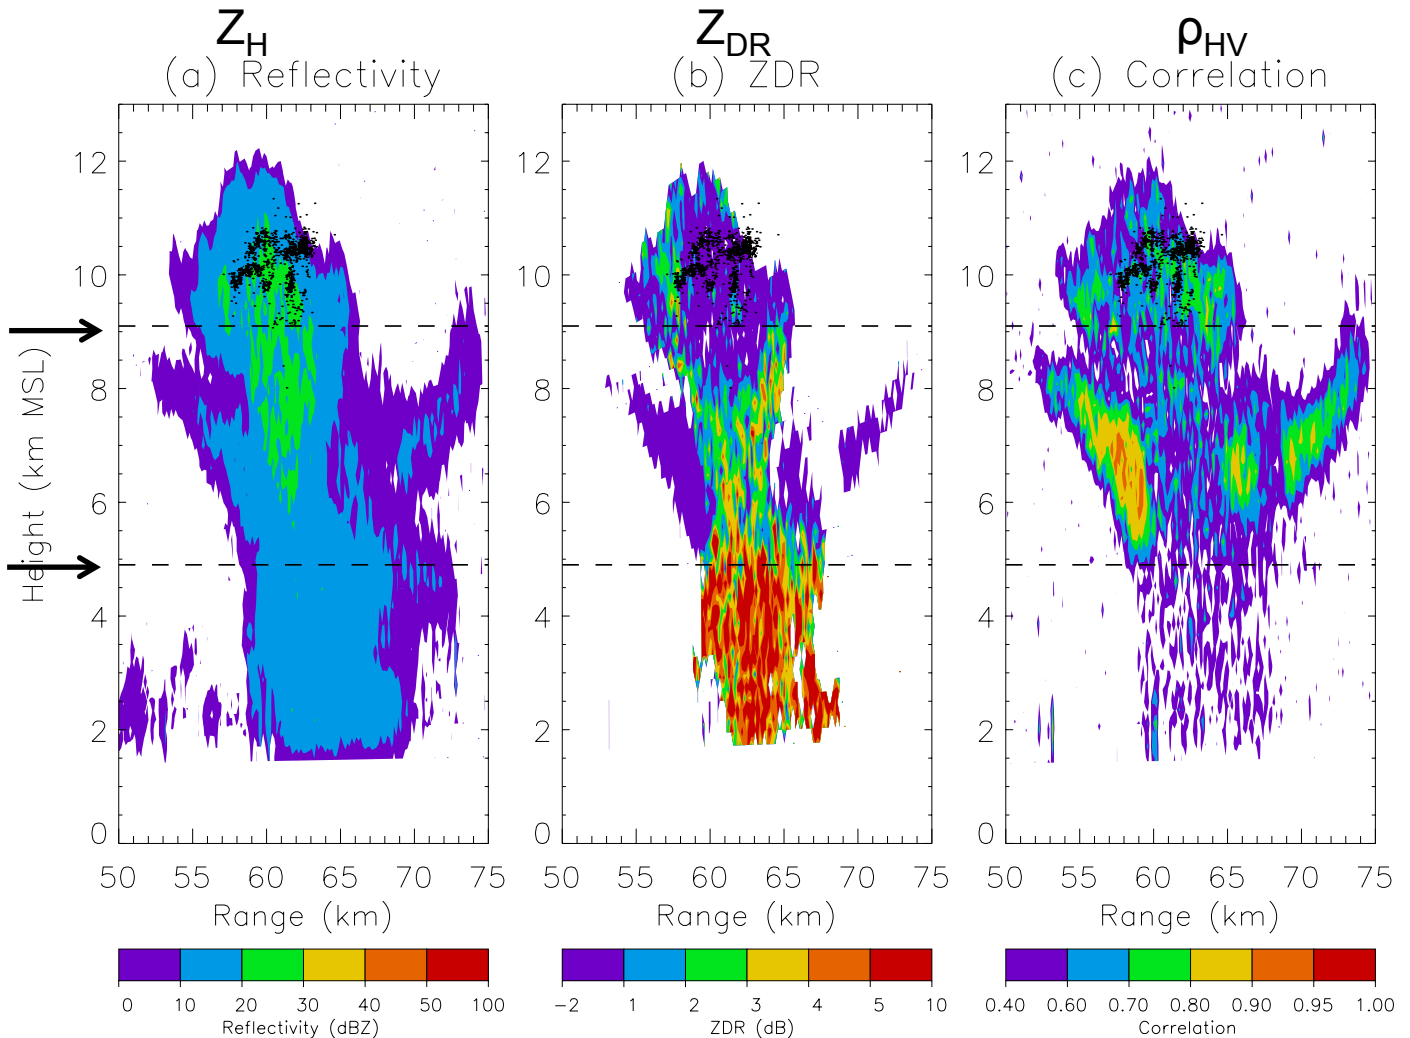 Z_H Z_DR ρ_HV
(a) Reflectivity (b) ZDR (c) Correlation
Height (km MSL)
12 12 12
10 10 10
8 8 8
6 6 6
4 4 4
2 2 2
0 0 0
50 55 60 65 70 75 50 55 60 65 70 75 50 55 60 65 70 75
Range (km) Range (km) Range (km)
0 10 20 30 40 50 100 -2 1 2 3 4 5 10 0.40 0.60 0.70 0.80 0.90 0.95 1.00
Reflectivity (dBZ) ZDR (dB) Correlation